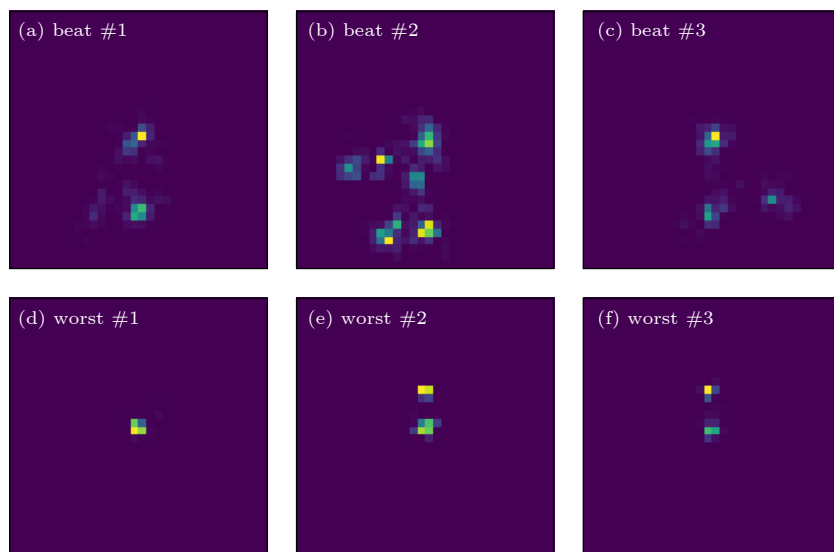 (a) beat #1
(b) beat #2
(c) beat #3
(d) worst #1
(e) worst #2
(f) worst #3